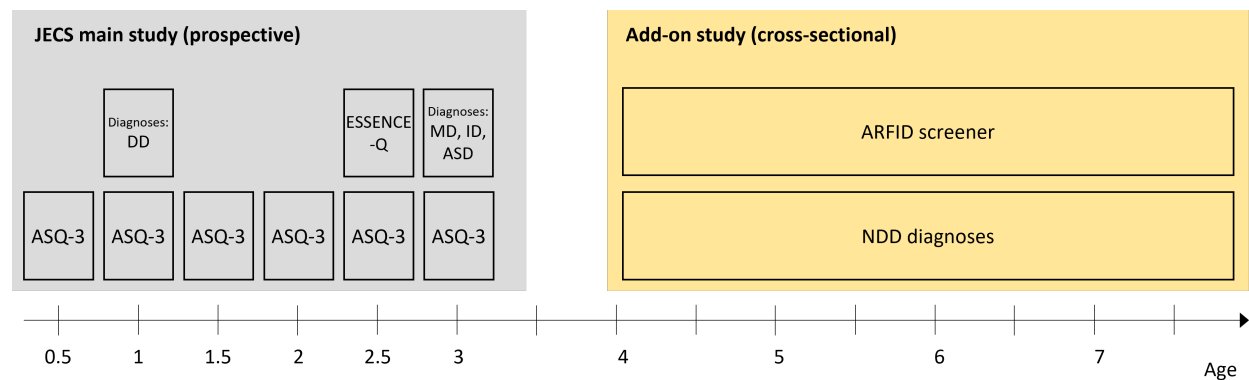 JECS main study (prospective)
Add-on study (cross-sectional)
Diagnoses:
DD
ESSENCE
-Q
Diagnoses:
MD, ID,
ASD
ARFID screener
ASQ-3
ASQ-3
ASQ-3
ASQ-3
ASQ-3
ASQ-3
NDD diagnoses
0.5
1
1.5
2
2.5
3
4
5
6
7
Age